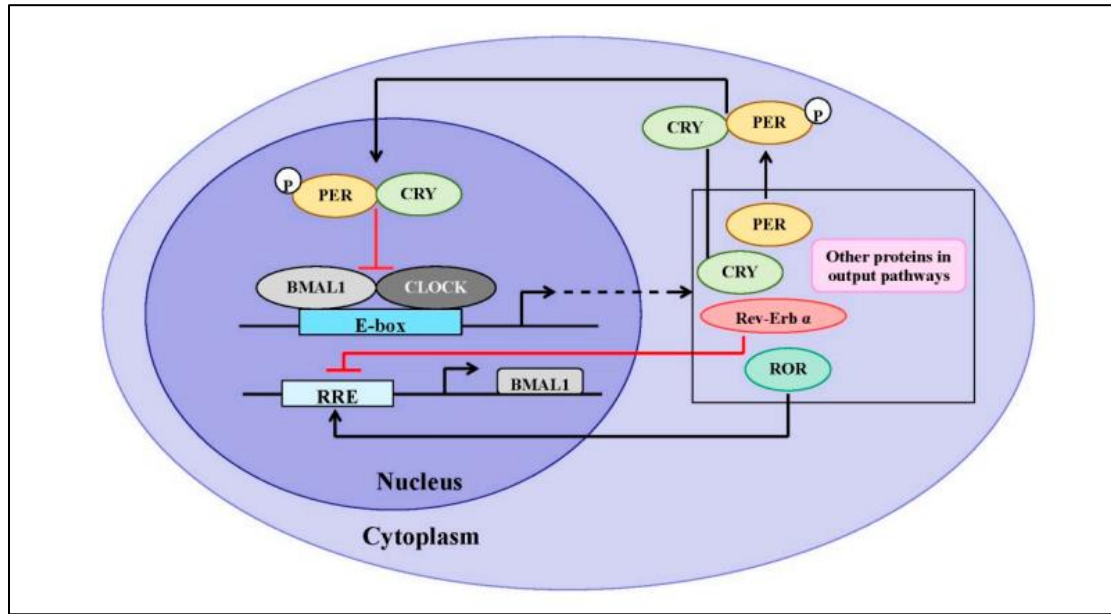 CRY
PER
P
P
PER
CRY
PER
Other proteins in
output pathways
CRY
BMAL1
CLOCK
E-box
Rev-Erb α
ROR
RRE
BMAL1
Nucleus
Cytoplasm